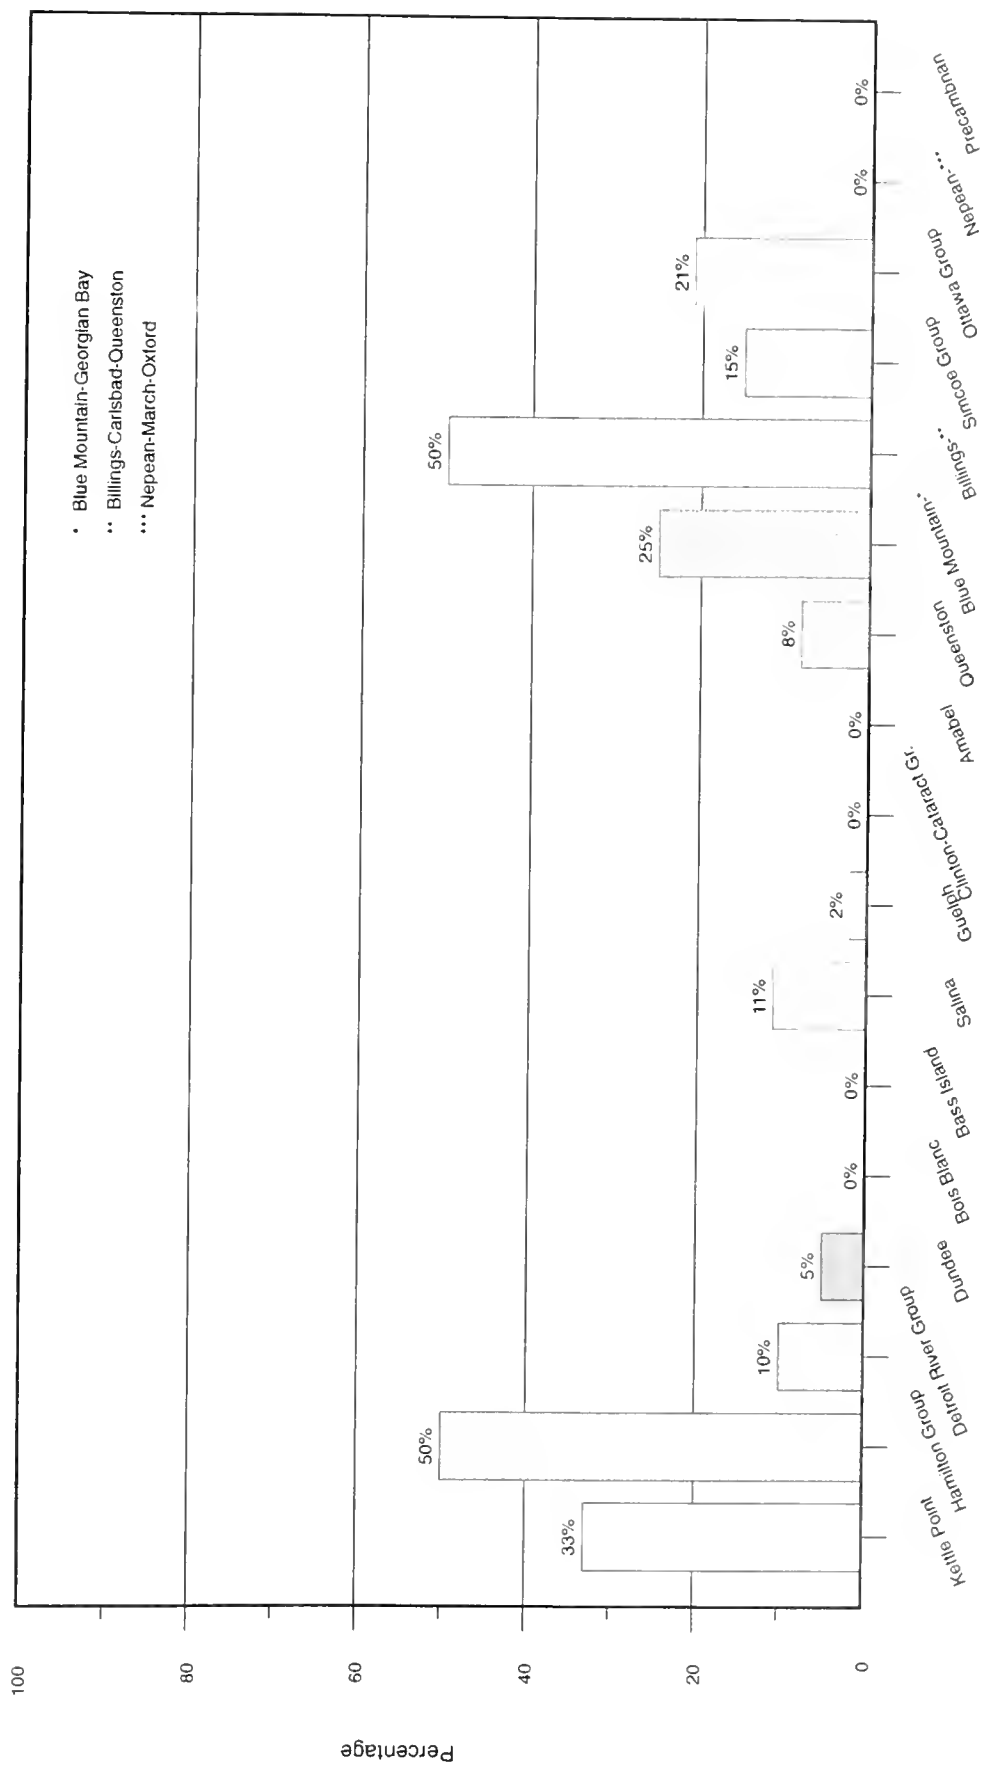 Percentage
100
80
60
40
20
0
* Blue Mountain-Georgian Bay
** Billings-Carlsbad-Queenston
*** Nepean-March-Oxford
33%
50%
10%
5%
0%
0%
11%
2%
0%
0%
8%
25%
50%
15%
21%
0%
0%
Kettle Point
Hamilton Group
Detroit River Group
Dundee
Bois Blanc
Bass Island
Salina
Guelph
Clinton-Cataract Gr.
Amabel
Queenston
Blue Mountain-*
Billings-**
Simcoe Group
Ottawa Group
Nepean-***
Precambrian